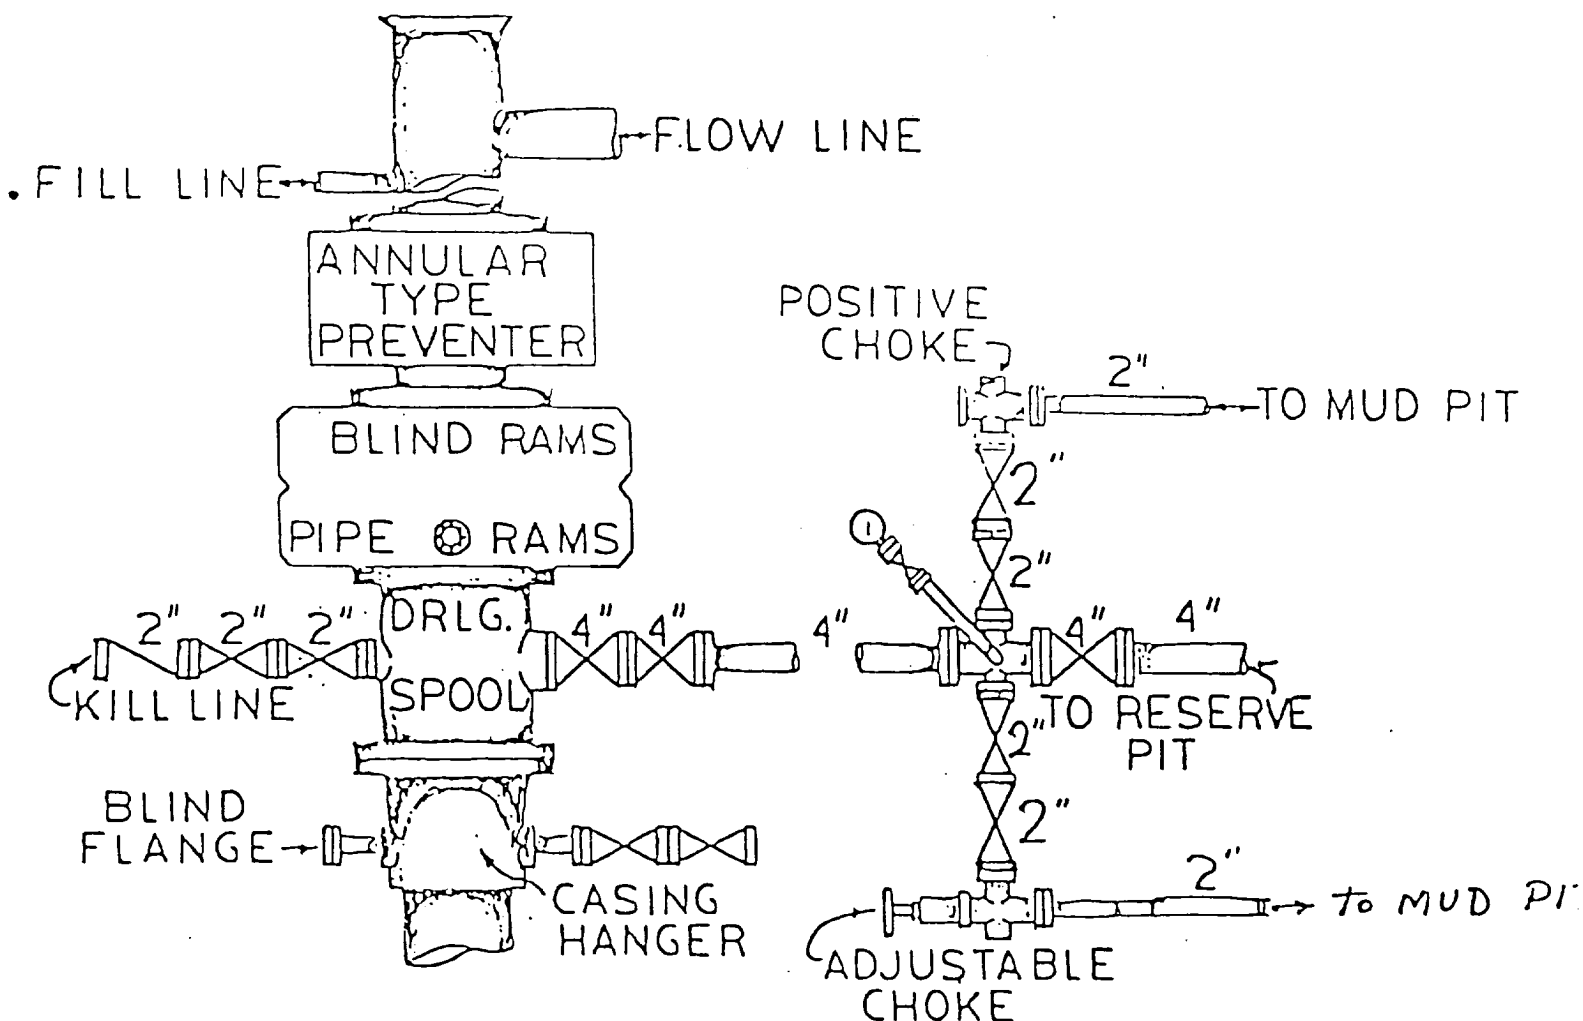 FLOW LINE
FILL LINE
ANNULAR
TYPE
PREVENTER
BLIND RAMS
PIPE RAMS
DRLG.
SPOOL
2" 2" 2"
KILL LINE
4" 4"
4"
BLIND
FLANGE
CASING
HANGER
POSITIVE
CHOKE
2"
TO MUD PIT
2"
2"
4" 4"
TO RESERVE
PIT
2"
2"
2"
to MUD PI
ADJUSTABLE
CHOKE